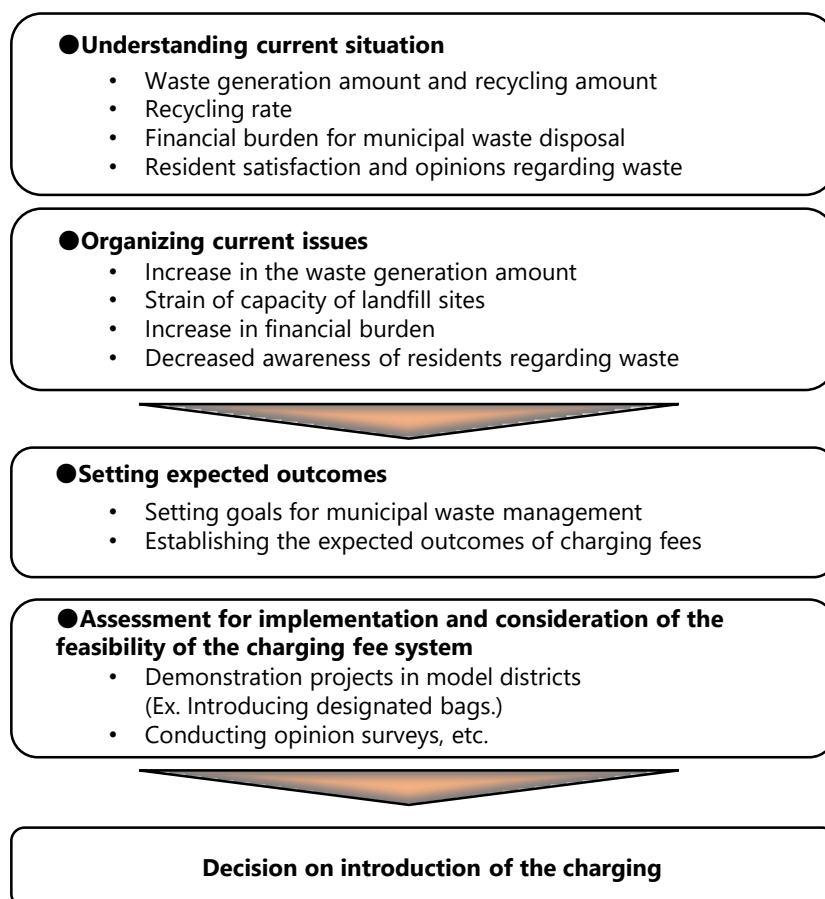 ●Understanding current situation
• Waste generation amount and recycling amount
• Recycling rate
• Financial burden for municipal waste disposal
• Resident satisfaction and opinions regarding waste
●Organizing current issues
• Increase in the waste generation amount
• Strain of capacity of landfill sites
• Increase in financial burden
• Decreased awareness of residents regarding waste
●Setting expected outcomes
• Setting goals for municipal waste management
• Establishing the expected outcomes of charging fees
●Assessment for implementation and consideration of the
feasibility of the charging fee system
• Demonstration projects in model districts
(Ex. Introducing designated bags.)
• Conducting opinion surveys, etc.
Decision on introduction of the charging